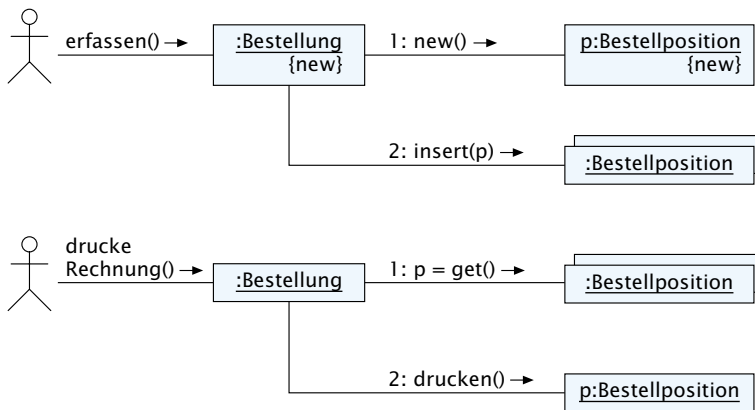 erfassen()
:Bestellung
{new}
1: new()
p:Bestellposition
{new}
2: insert(p)
:Bestellposition
drucke
Rechnung()
:Bestellung
1: p = get()
:Bestellposition
2: drucken()
p:Bestellposition